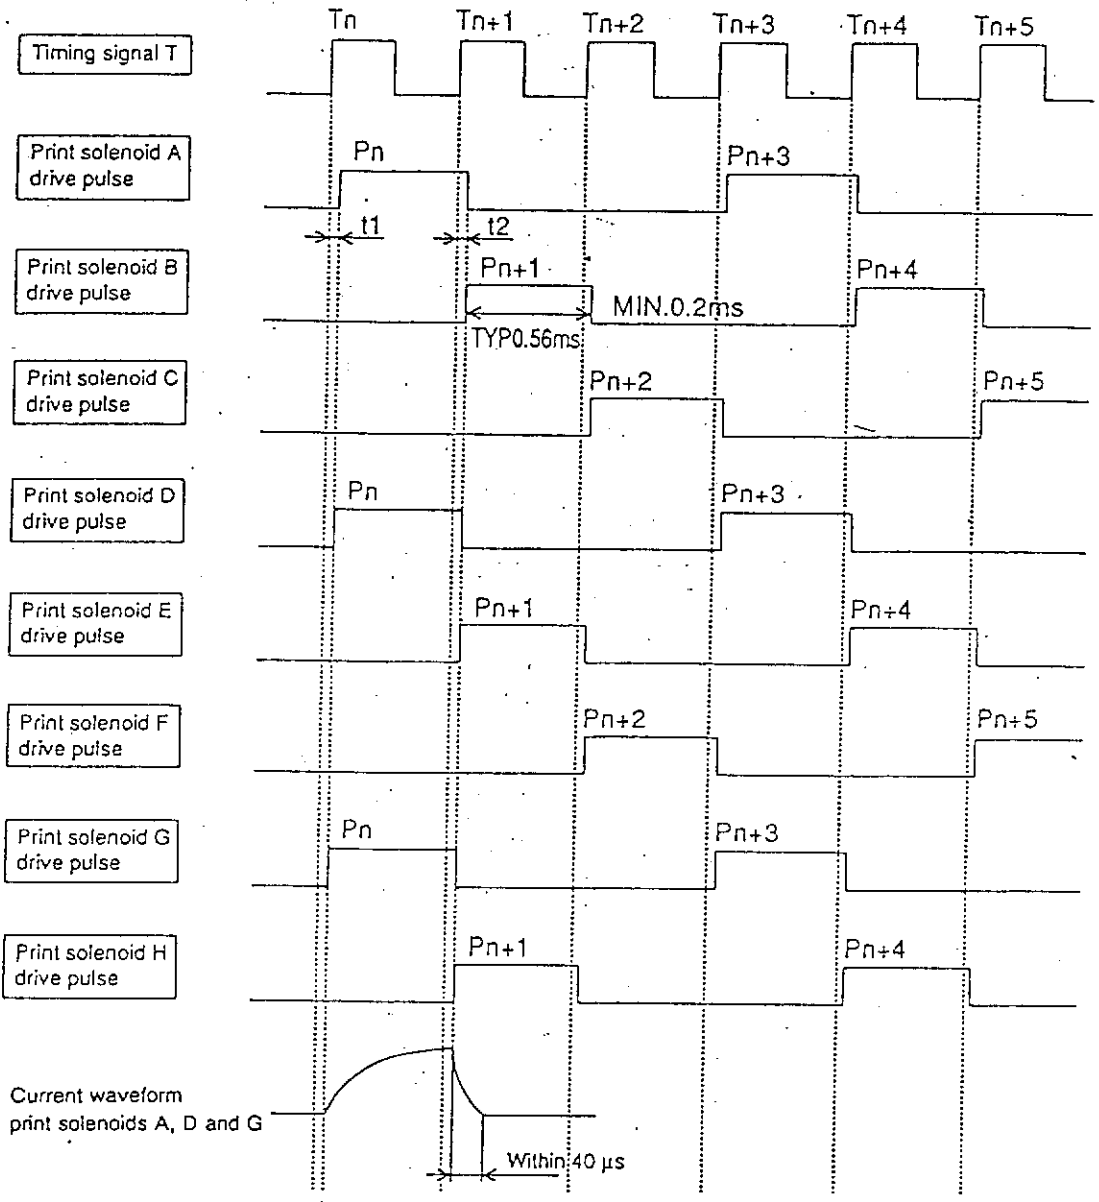 Tn Tn+1 Tn+2 Tn+3 Tn+4 Tn+5
Timing signal T
Print solenoid A
drive pulse
Pn Pn+3
t1 t2
Print solenoid B
drive pulse
Pn+1 Pn+4
MIN.0.2ms
TYP0.56ms
Print solenoid C
drive pulse
Pn+2 Pn+5
Print solenoid D
drive pulse
Pn Pn+3
Print solenoid E
drive pulse
Pn+1 Pn+4
Print solenoid F
drive pulse
Pn+2 Pn+5
Print solenoid G
drive pulse
Pn Pn+3
Print solenoid H
drive pulse
Pn+1 Pn+4
Current waveform
print solenoids A, D and G
Within 40 μs